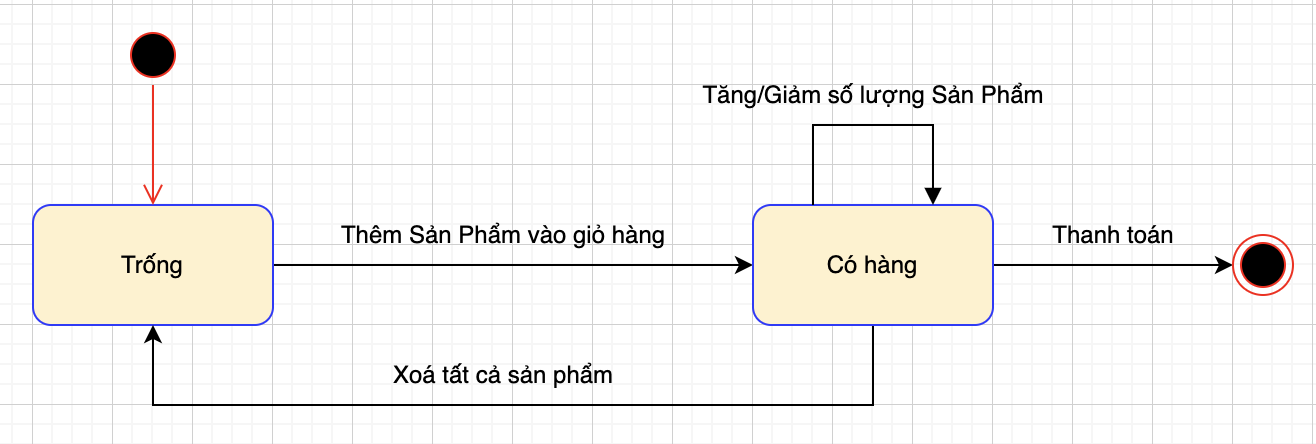 Tăng/Giảm số lượng Sản Phẩm
Thêm Sản Phẩm vào giỏ hàng
Thanh toán
Trống
Có hàng
Xoá tất cả sản phẩm